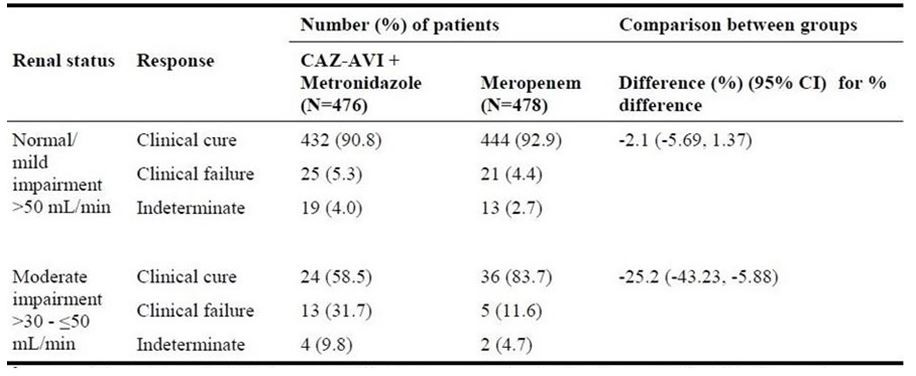 Number (%) of patients Comparison between groups
Renal status Response CAZ-AVI + Metronidazole (N=476) Meropenem (N=478) Difference (%) (95% CI) for % difference
Normal/ mild impairment >50 mL/min Clinical cure 432 (90.8) 444 (92.9) -2.1 (-5.69, 1.37)
Clinical failure 25 (5.3) 21 (4.4)
Indeterminate 19 (4.0) 13 (2.7)
Moderate impairment >30 - ≤50 mL/min Clinical cure 24 (58.5) 36 (83.7) -25.2 (-43.23, -5.88)
Clinical failure 13 (31.7) 5 (11.6)
Indeterminate 4 (9.8) 2 (4.7)